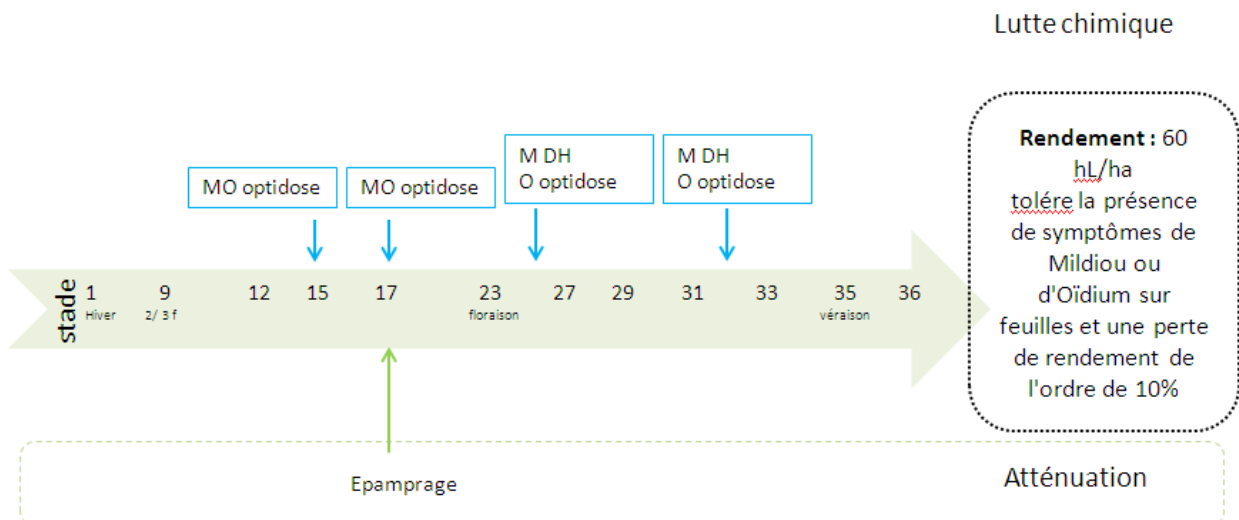 Lutte chimique
MO optidose
MO optidose
M DH
O optidose
M DH
O optidose
stade
1
Hiver
9
2/ 3 f
12
15
17
23
floraison
27
29
31
33
35
véraison
36
Rendement : 60
hL/ha
tolére la présence
de symptômes de
Mildiou ou
d'Oïdium sur
feuilles et une perte
de rendement de
l'ordre de 10%
Epamprage
Atténuation